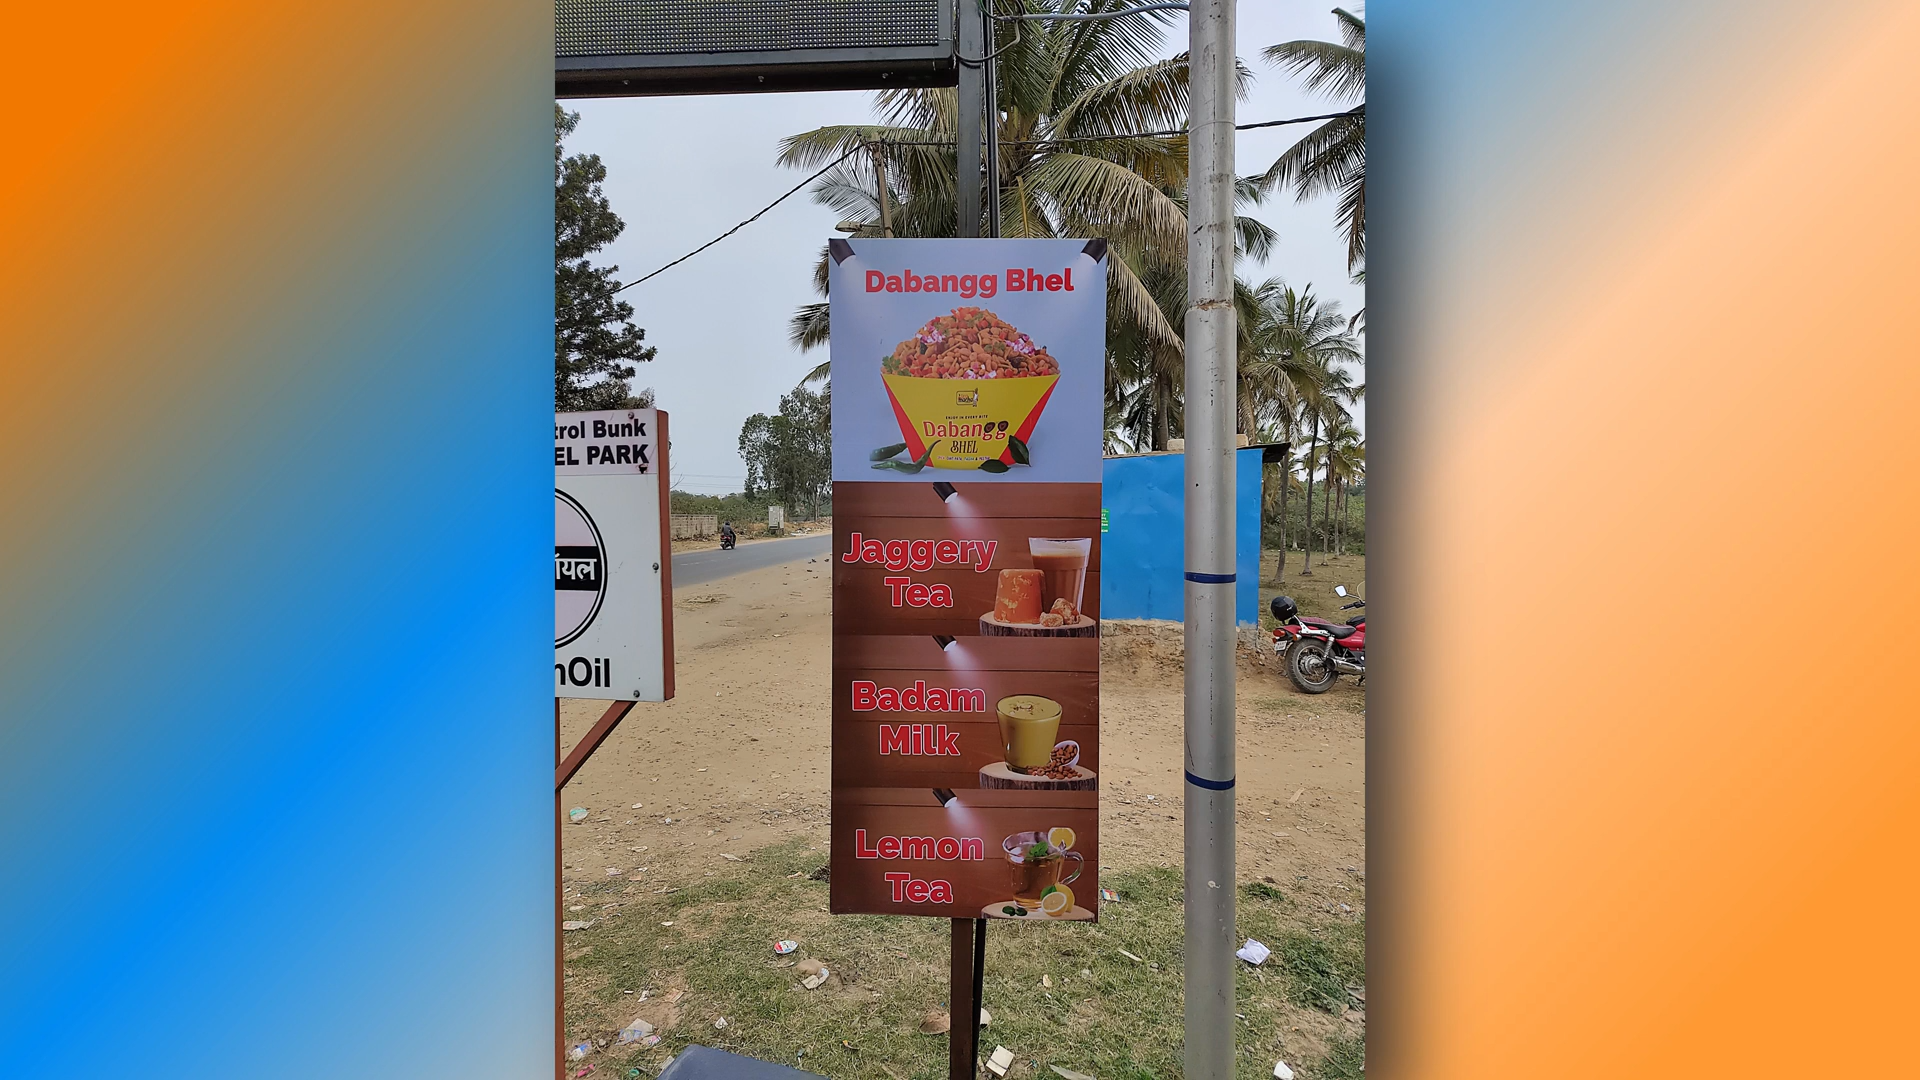 Dabangg Bhel
ENJOY IN EVERY BITE
Dabangg
BHEL
Jaggery
Tea
Badam
Milk
Lemon
Tea
trol Bunk
EL PARK
ॉयल
nOil